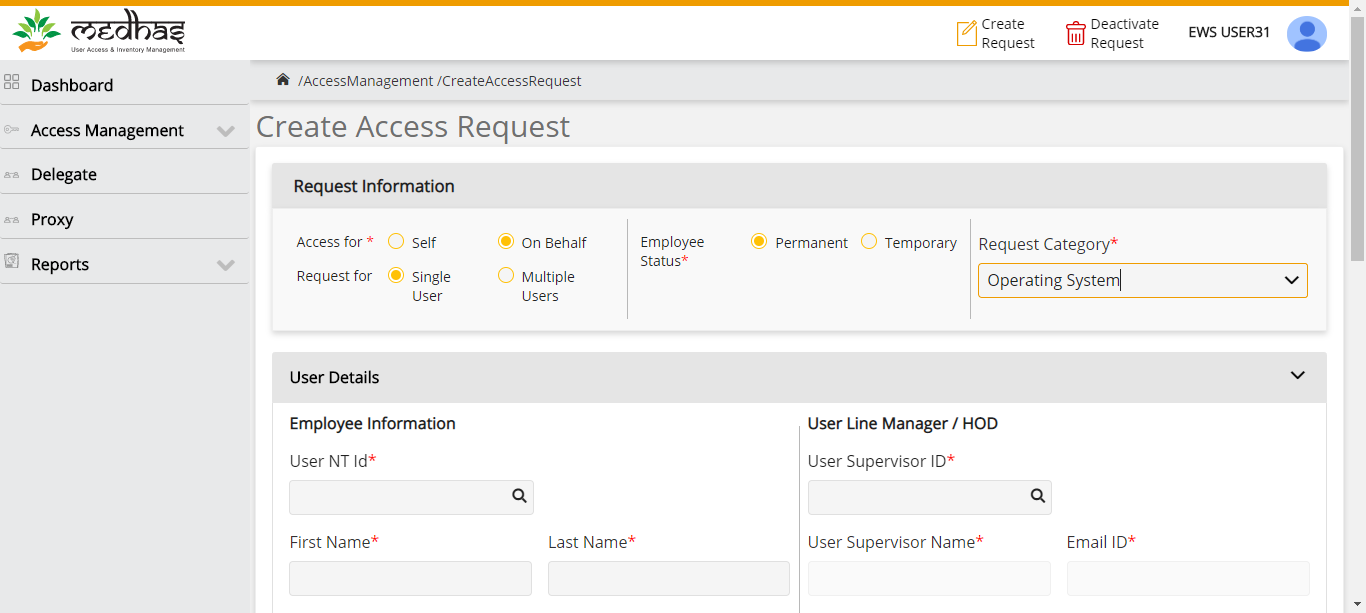 medhas
User Access & Inventory Management
Create
Request
Deactivate
Request
EWS USER31
Dashboard
Access Management
Delegate
Proxy
Reports
/AccessManagement /CreateAccessRequest
Create Access Request
Request Information
Access for *
Self
On Behalf
Request for
Single
User
Multiple
Users
Employee
Status*
Permanent
Temporary
Request Category*
Operating System
User Details
Employee Information
User NT Id*
First Name*
Last Name*
User Line Manager / HOD
User Supervisor ID*
User Supervisor Name*
Email ID*